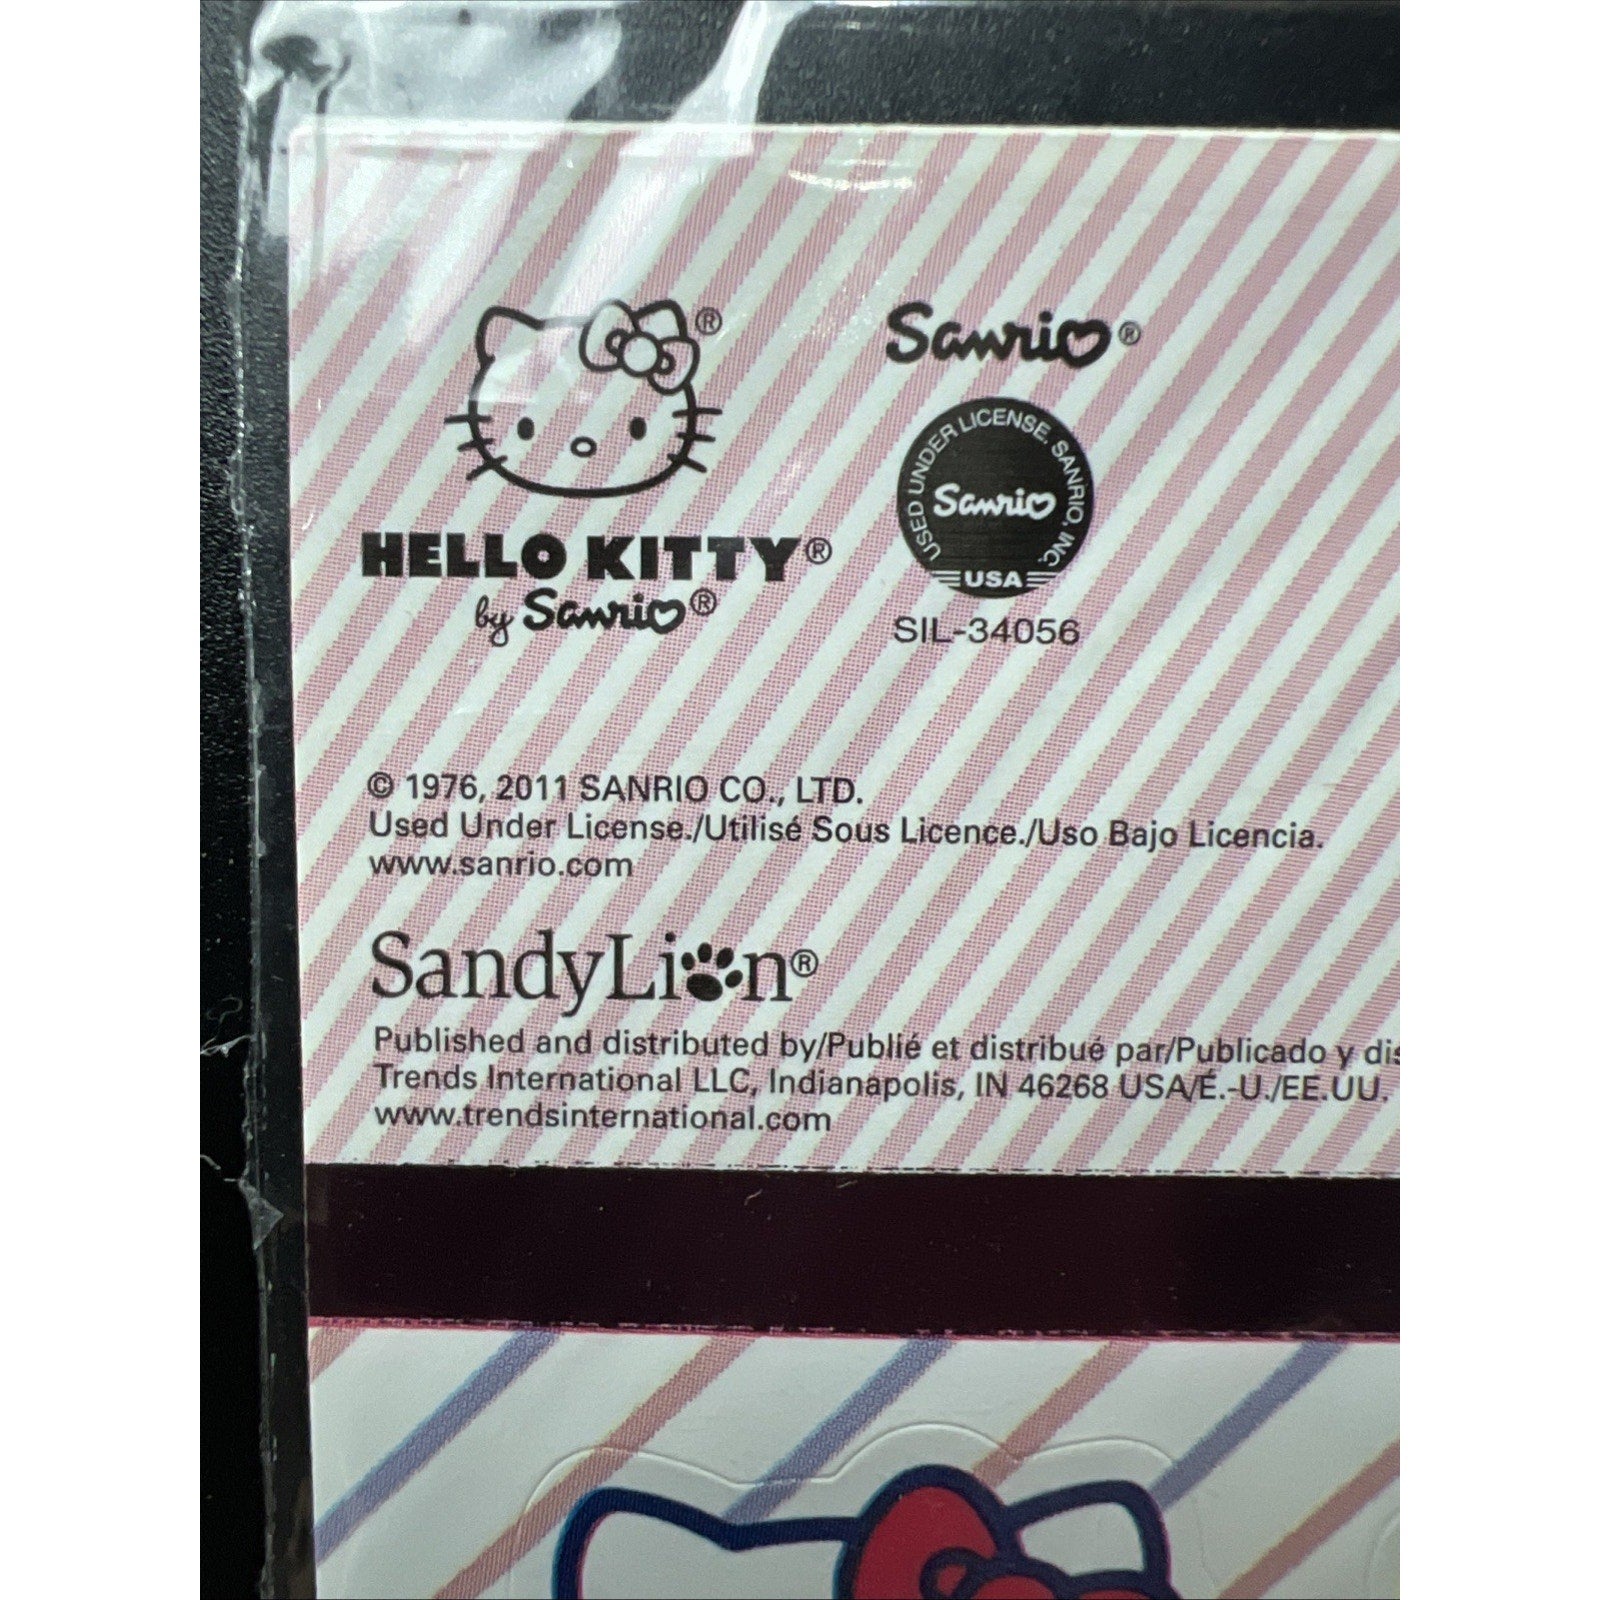 ®
HELLO KITTY®
by Sanrio®
Sanrio®
USED UNDER LICENSE. SANRIO, INC.
Sanrio
USA
SIL-34056
© 1976, 2011 SANRIO CO., LTD.
Used Under License./Utilisé Sous Licence./Uso Bajo Licencia.
www.sanrio.com
SandyLion®
Published and distributed by/Publié et distribué par/Publicado y dis
Trends International LLC, Indianapolis, IN 46268 USA/É.-U./EE.UU.
www.trendsinternational.com